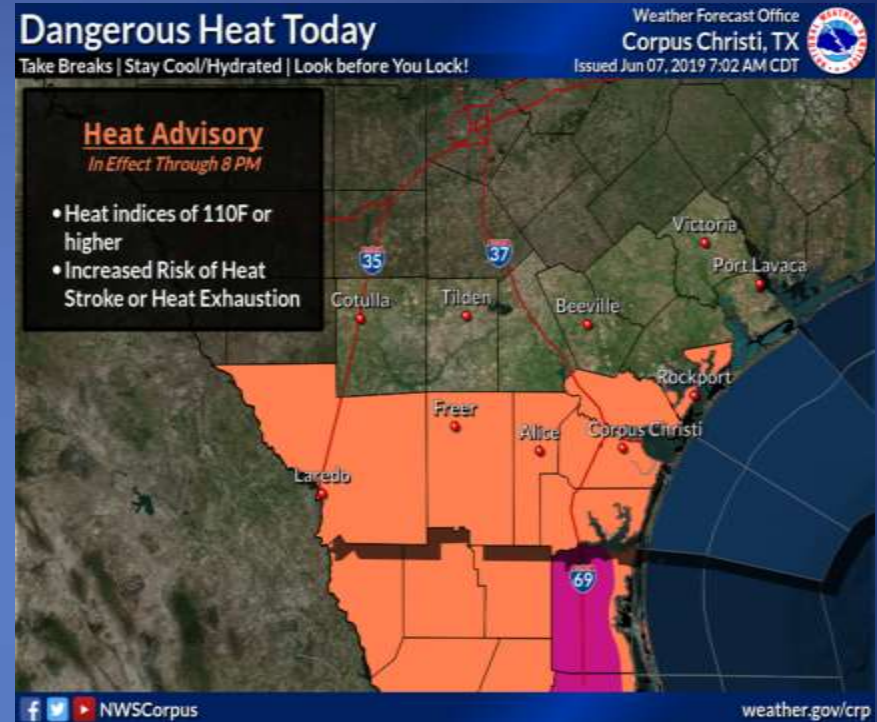 Dangerous Heat Today
Take Breaks | Stay Cool/Hydrated | Look before You Lock!
Weather Forecast Office
Corpus Christi, TX
Issued Jun 07, 2019 7:02 AM CDT
NATIONAL WEATHER SERVICE
Heat Advisory
In Effect Through 8 PM
• Heat indices of 110F or
higher
• Increased Risk of Heat
Stroke or Heat Exhaustion
Victoria
35
37
Port Lavaca
Cotulla
Tilden
Beeville
Rockport
Freer
Alice
Corpus Christi
Laredo
69
NWSCorpus
weather.gov/crp